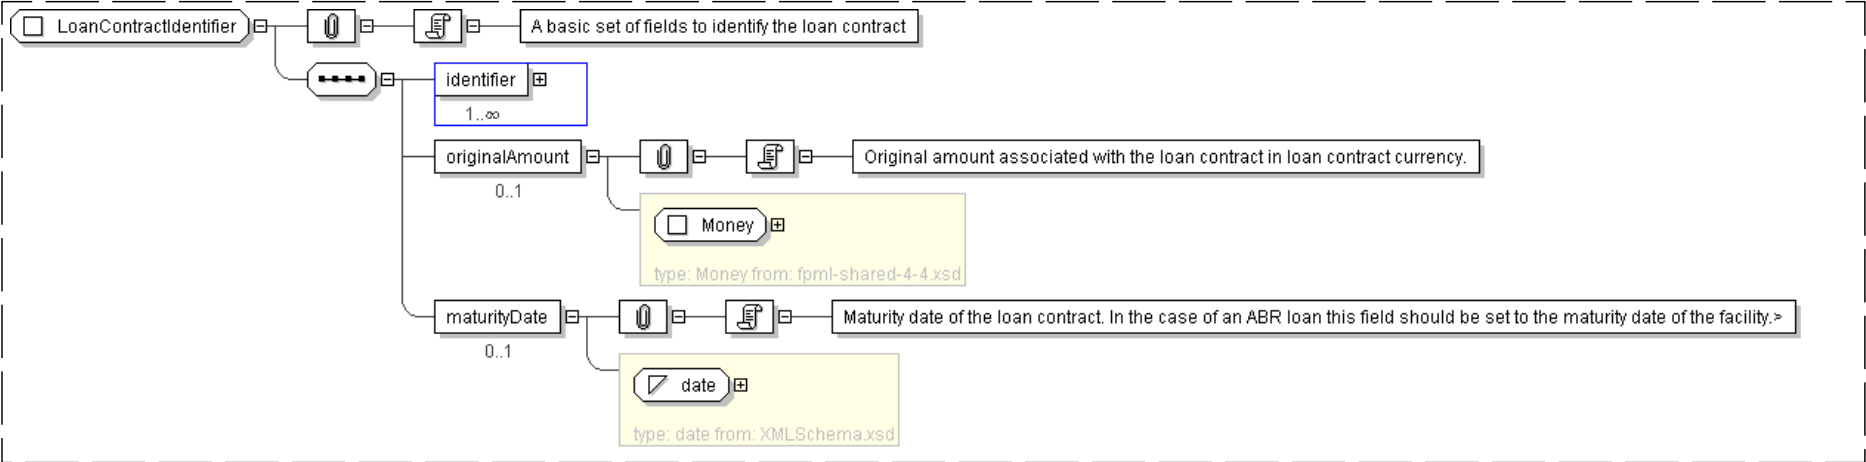 LoanContractIdentifier
A basic set of fields to identify the loan contract
identifier
1..∞
originalAmount
Original amount associated with the loan contract in loan contract currency.
0..1
Money
type: Money from: fpml-shared-4-4.xsd
maturityDate
Maturity date of the loan contract. In the case of an ABR loan this field should be set to the maturity date of the facility.>
0..1
date
type: date from: XMLSchema.xsd